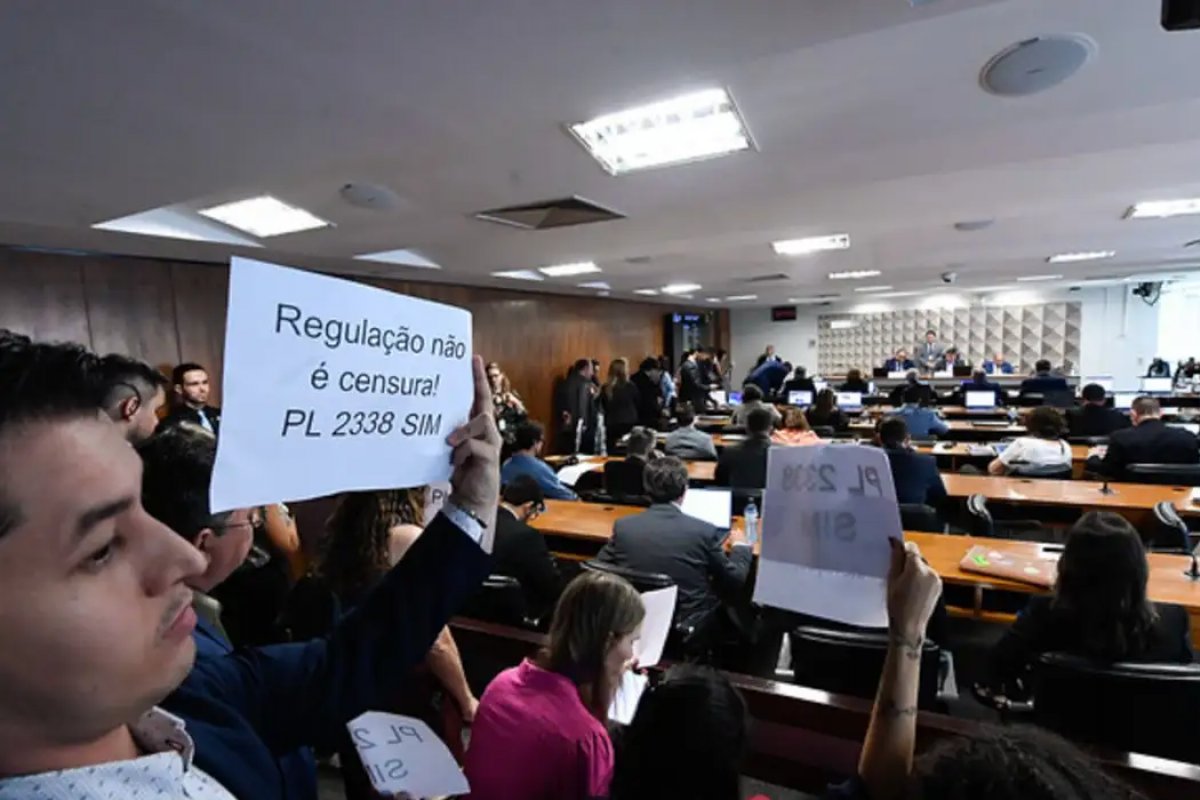 Regulação não
é censura!
PL 2338 SIM
PL 2338
SIM
PL 2
SIM